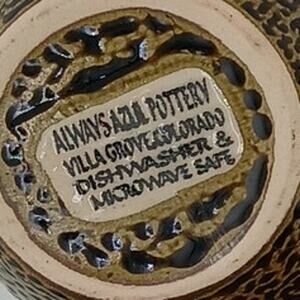 ALWAYS AZUL POTTERY
VILLA GROVE, COLORADO
DISHWASHER &
MICROWAVE SAFE